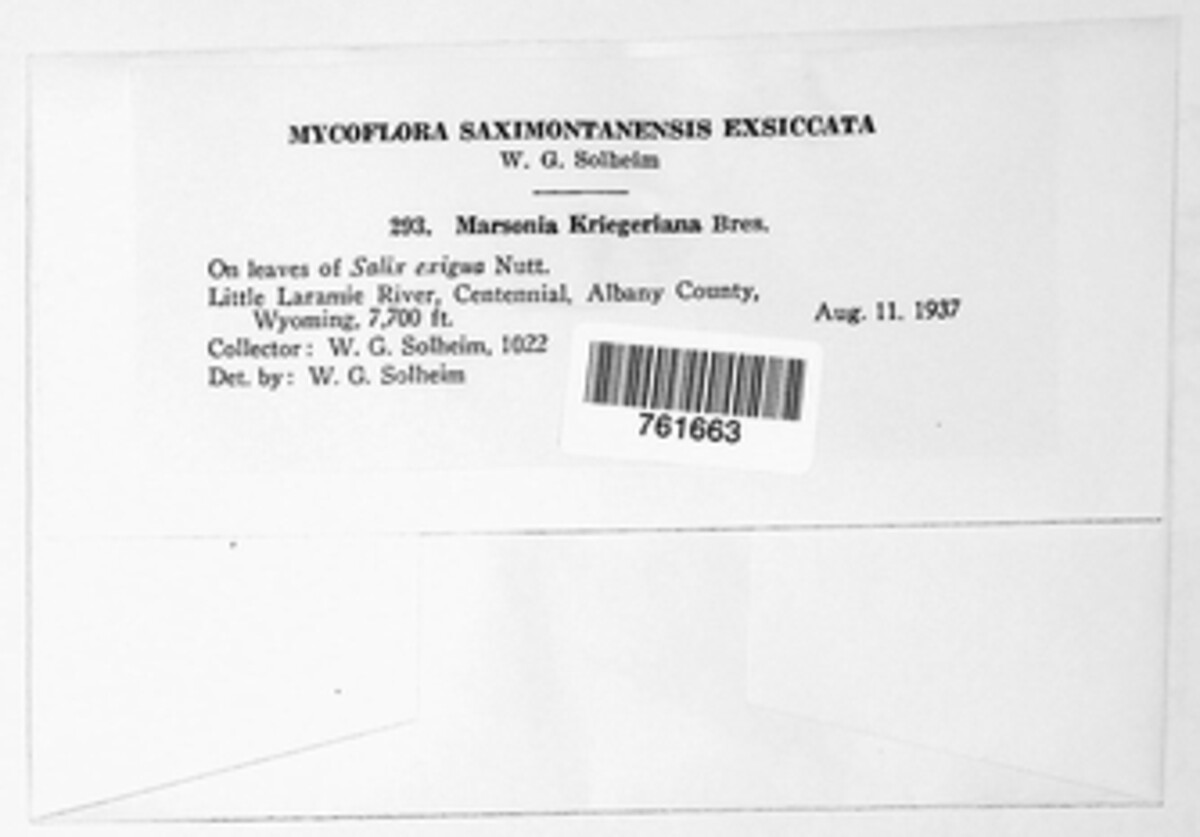 MYCOFLORA SAXIMONTANENSIS EXSICCATA
W. G. Solheim
293. Marsonia Kriegeriana Bres.
On leaves of Salix exigua Nutt.
Little Laramie River, Centennial, Albany County,
Wyoming, 7,700 ft.
Aug. 11. 1937
Collector: W. G. Solheim, 1022
Det. by: W. G. Solheim
761663